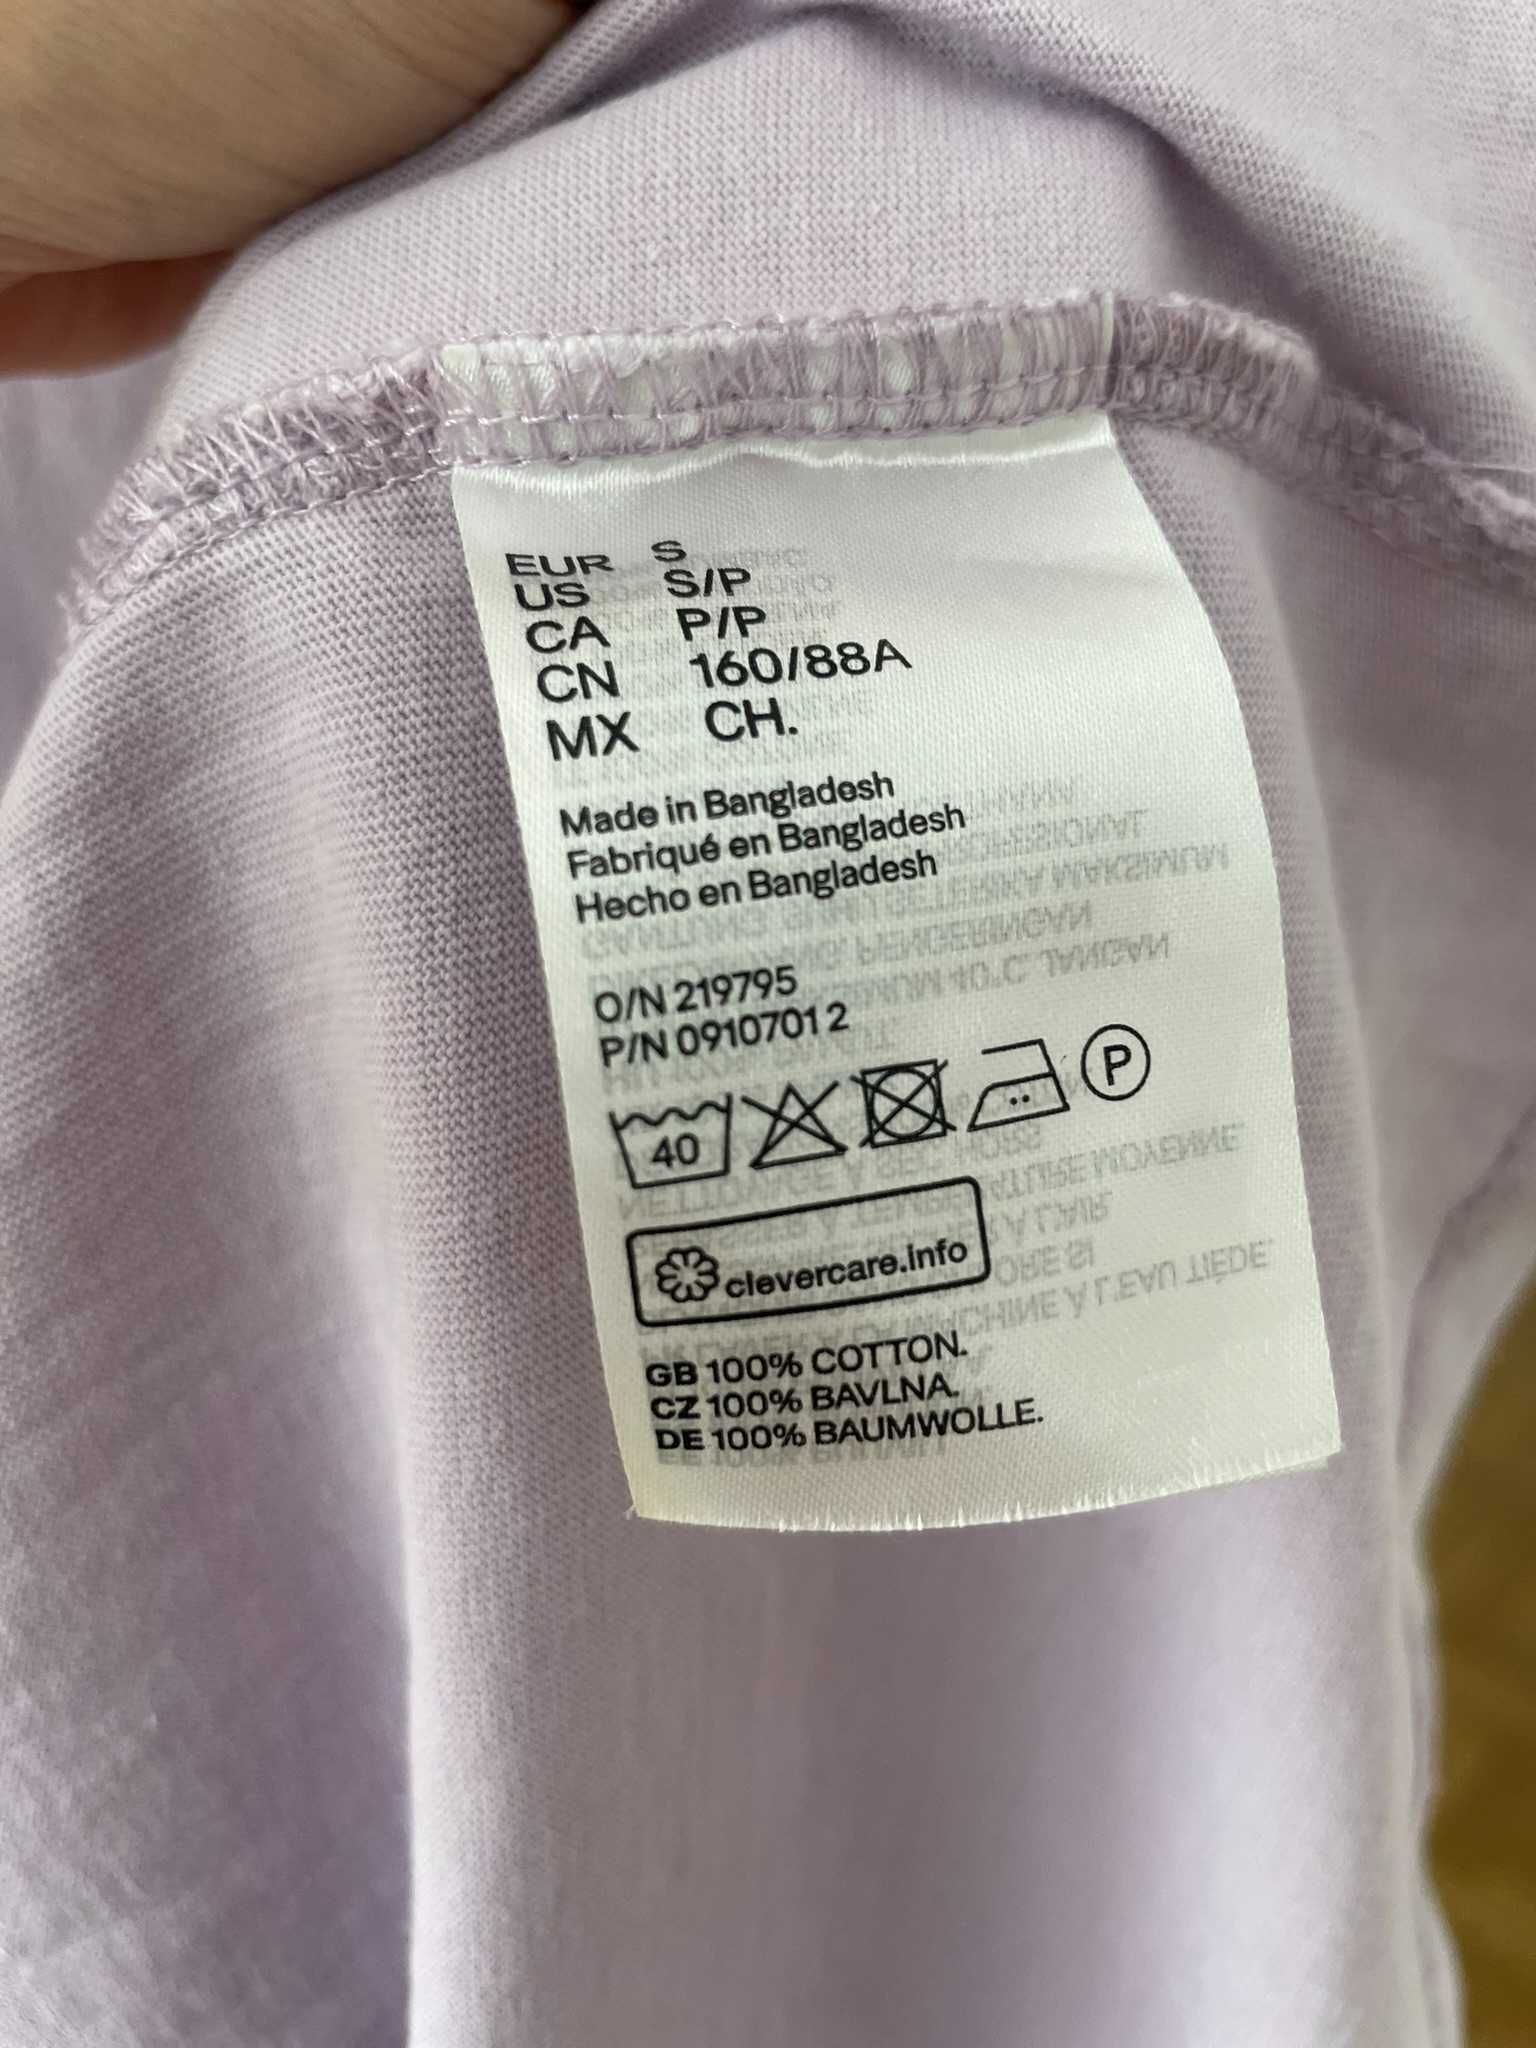 EUR S
US S/P
CA P/P
CN 160/88A
MX CH.
Made in Bangladesh
Fabriqué en Bangladesh
Hecho en Bangladesh
O/N 219795
P/N 0910701 2
40
P
clevercare.info
GB 100% COTTON.
CZ 100% BAVLNA.
DE 100% BAUMWOLLE.